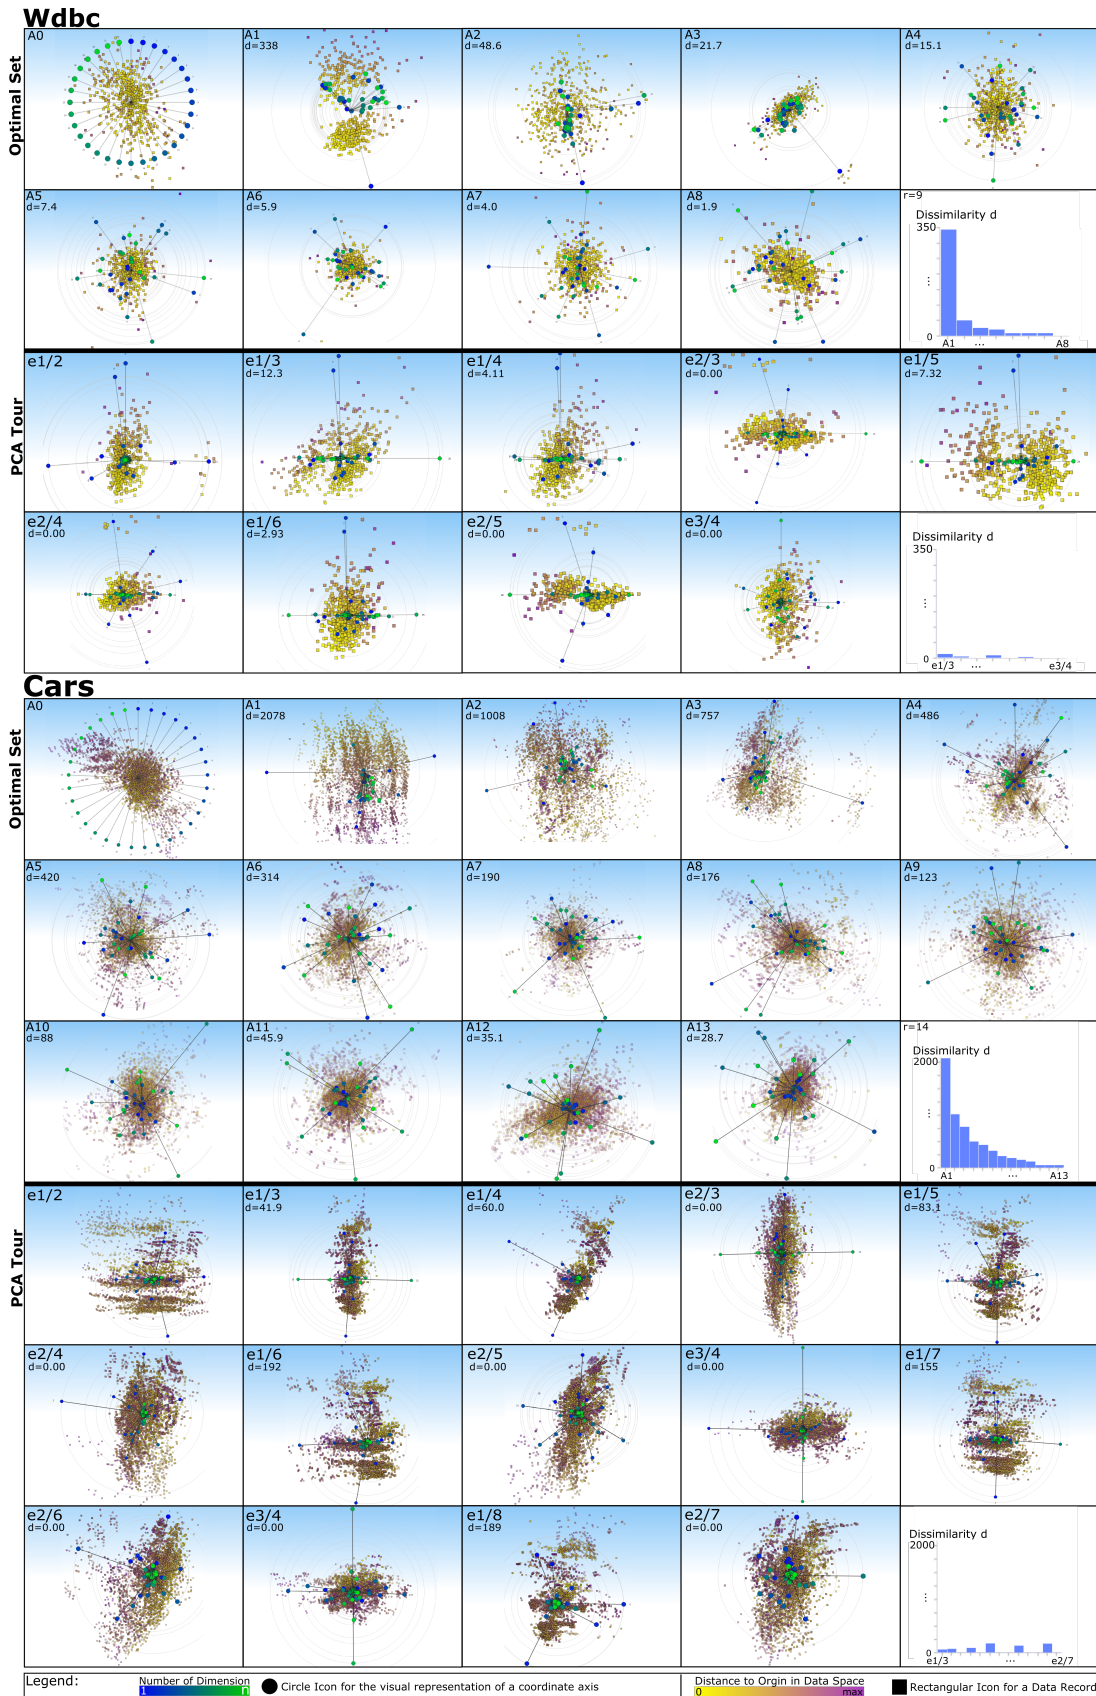 Wdbc
Optimal Set
A0
A1
d=338
A2
d=48.6
A3
d=21.7
A4
d=15.1
A5
d=7.4
A6
d=5.9
A7
d=4.0
A8
d=1.9
r=9
Dissimilarity d
350
...
0
A1 ... A8
PCA Tour
e1/2
e1/3
d=12.3
e1/4
d=4.11
e2/3
d=0.00
e1/5
d=7.32
e2/4
d=0.00
e1/6
d=2.93
e2/5
d=0.00
e3/4
d=0.00
Dissimilarity d
350
...
0
e1/3 ... e3/4
Cars
Optimal Set
A0
A1
d=2078
A2
d=1008
A3
d=757
A4
d=486
A5
d=420
A6
d=314
A7
d=190
A8
d=176
A9
d=123
A10
d=88
A11
d=45.9
A12
d=35.1
A13
d=28.7
r=14
Dissimilarity d
2000
...
0
A1 ... A13
PCA Tour
e1/2
e1/3
d=41.9
e1/4
d=60.0
e2/3
d=0.00
e1/5
d=83.1
e2/4
d=0.00
e1/6
d=192
e2/5
d=0.00
e3/4
d=0.00
e1/7
d=155
e2/6
d=0.00
e3/4
d=0.00
e1/8
d=189
e2/7
d=0.00
Dissimilarity d
2000
...
0
e1/3 ... e2/7
Legend:
Number of Dimension
1 n
Circle Icon for the visual representation of a coordinate axis
Distance to Orgin in Data Space
0 max
Rectangular Icon for a Data Record